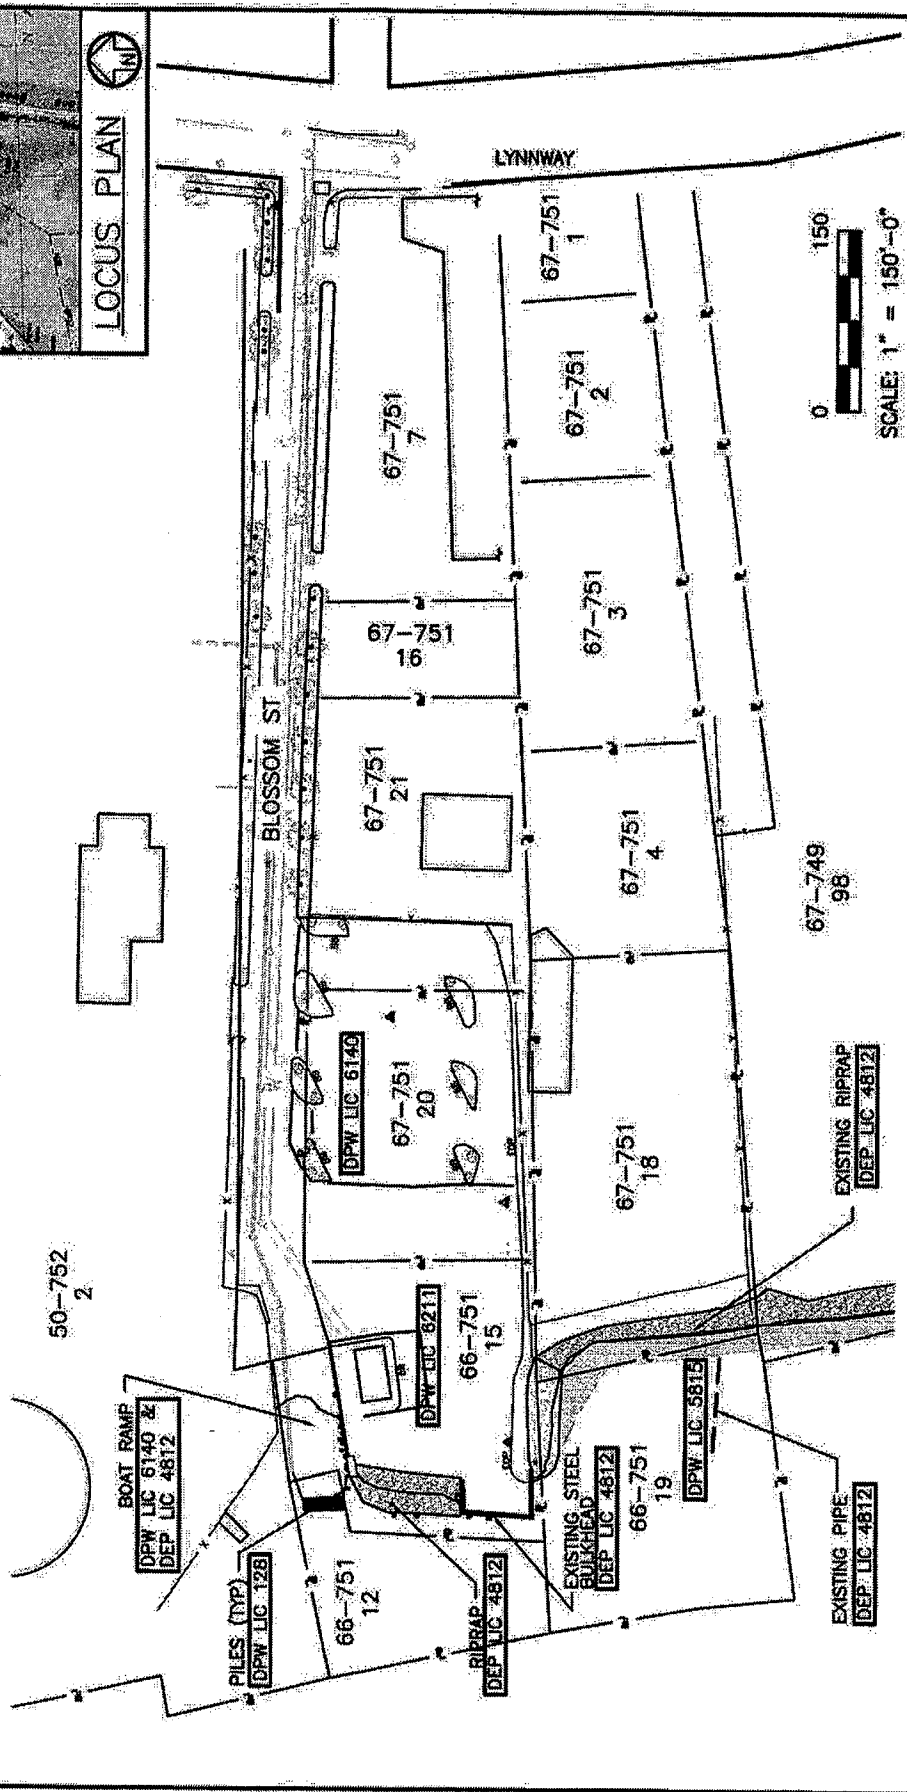 LOCUS PLAN
N
LYNNWAY
67-751
1
67-751
2
67-751
7
67-751
3
67-751
16
BLOSSOM ST
67-751
21
67-751
4
67-749
98
DPW LIC 6140
67-751
20
67-751
18
EXISTING RIPRAP
DEP LIC 4812
50-752
2
DPW LIC 6211
66-751
15
BOAT RAMP
DPW LIC 6140 &
DEP LIC 4812
PILES (TYP)
DPW LIC 128
66-751
12
RIPRAP
DEP LIC 4812
EXISTING STEEL
BULKHEAD
DEP LIC 4812
66-751
19
DPW LIC 5815
EXISTING PIPE
DEP LIC 4812
0
150
SCALE: 1" = 150'-0"